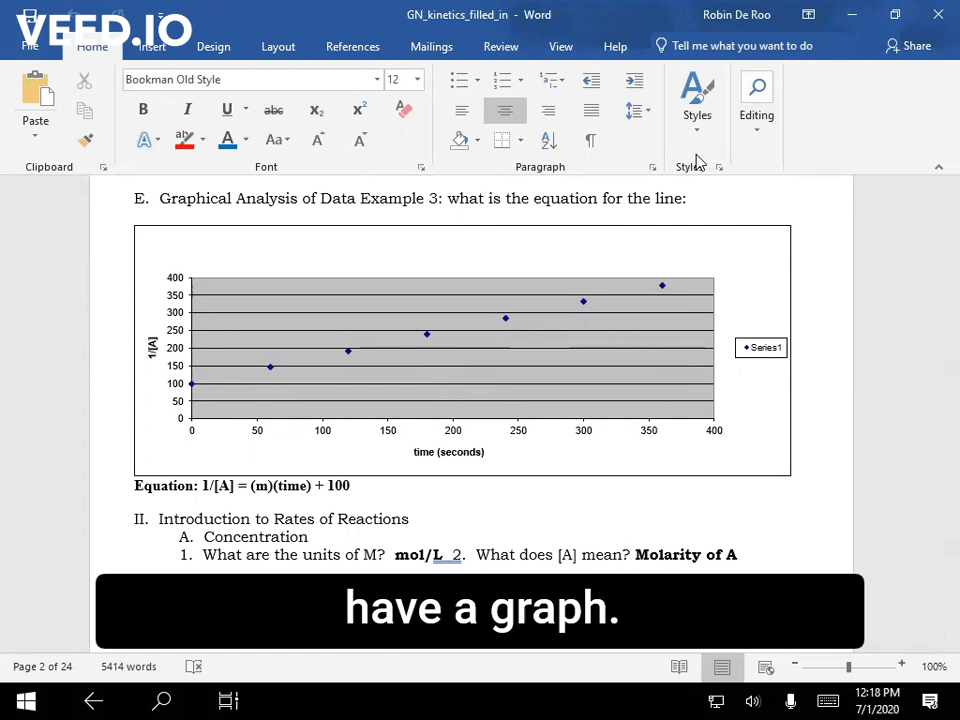 VEED.IO
GN_kinetics_filled_in - Word
Robin De Roo
File Home Insert Design Layout References Mailings Review View Help Tell me what you want to do Share
Bookman Old Style 12
Paste
Styles
Editing
Clipboard Font Paragraph Styles
E. Graphical Analysis of Data Example 3: what is the equation for the line:
400
350
300
250
200
150
100
50
0
1/[A]
Series1
0 50 100 150 200 250 300 350 400
time (seconds)
Equation: 1/[A] = (m)(time) + 100
II. Introduction to Rates of Reactions
A. Concentration
1. What are the units of M? mol/L 2. What does [A] mean? Molarity of A
have a graph.
Page 2 of 24 5414 words 100%
12:18 PM
7/1/2020